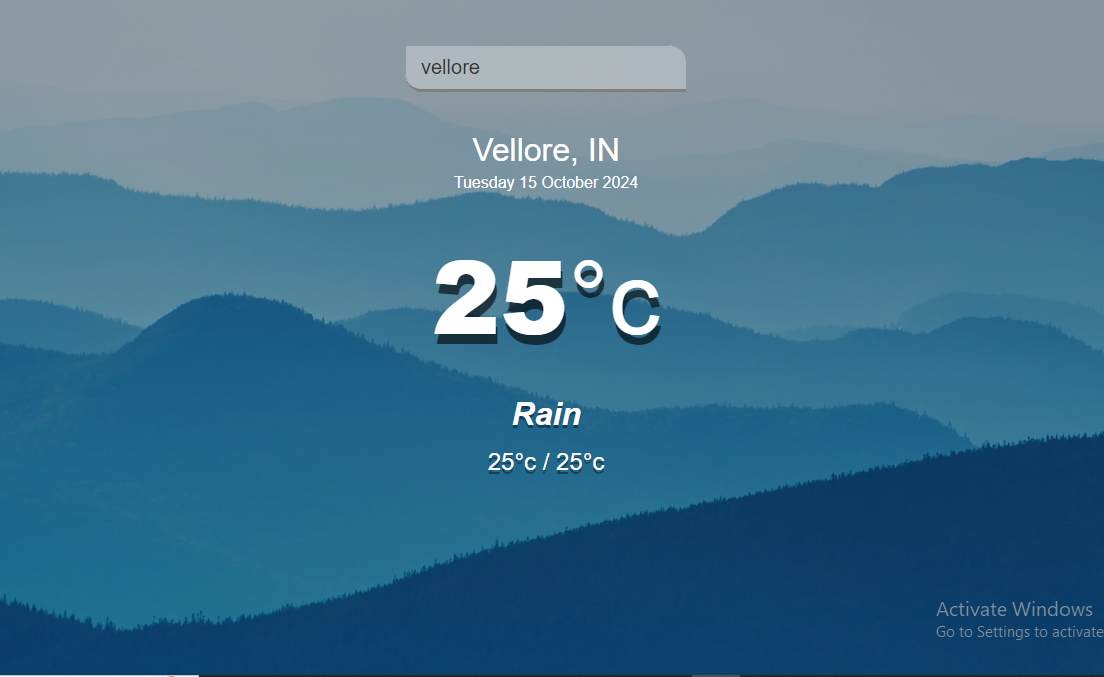 vellore
Vellore, IN
Tuesday 15 October 2024
25°c
Rain
25°c / 25°c
Activate Windows
Go to Settings to activate